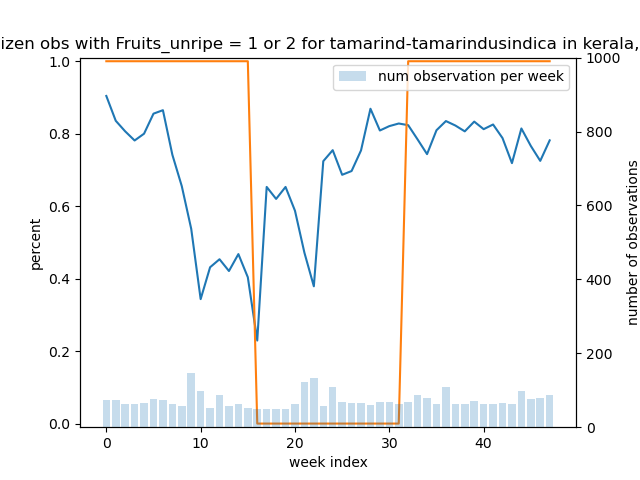 izen obs with Fruits_unripe = 1 or 2 for tamarind-tamarindusindica in kerala,
num observation per week
1.0
0.8
0.6
0.4
0.2
0.0
percent
1000
800
600
400
200
0
number of observations
0 10 20 30 40
week index